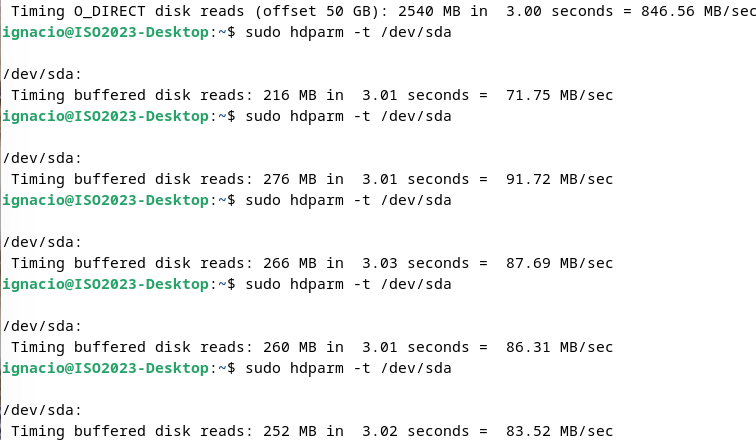 Timing O_DIRECT disk reads (offset 50 GB): 2540 MB in  3.00 seconds = 846.56 MB/sec
ignacio@ISO2023-Desktop:~$ sudo hdparm -t /dev/sda
/dev/sda:
Timing buffered disk reads: 216 MB in  3.01 seconds =  71.75 MB/sec
ignacio@ISO2023-Desktop:~$ sudo hdparm -t /dev/sda
/dev/sda:
Timing buffered disk reads: 276 MB in  3.01 seconds =  91.72 MB/sec
ignacio@ISO2023-Desktop:~$ sudo hdparm -t /dev/sda
/dev/sda:
Timing buffered disk reads: 266 MB in  3.03 seconds =  87.69 MB/sec
ignacio@ISO2023-Desktop:~$ sudo hdparm -t /dev/sda
/dev/sda:
Timing buffered disk reads: 260 MB in  3.01 seconds =  86.31 MB/sec
ignacio@ISO2023-Desktop:~$ sudo hdparm -t /dev/sda
/dev/sda:
Timing buffered disk reads: 252 MB in  3.02 seconds =  83.52 MB/sec